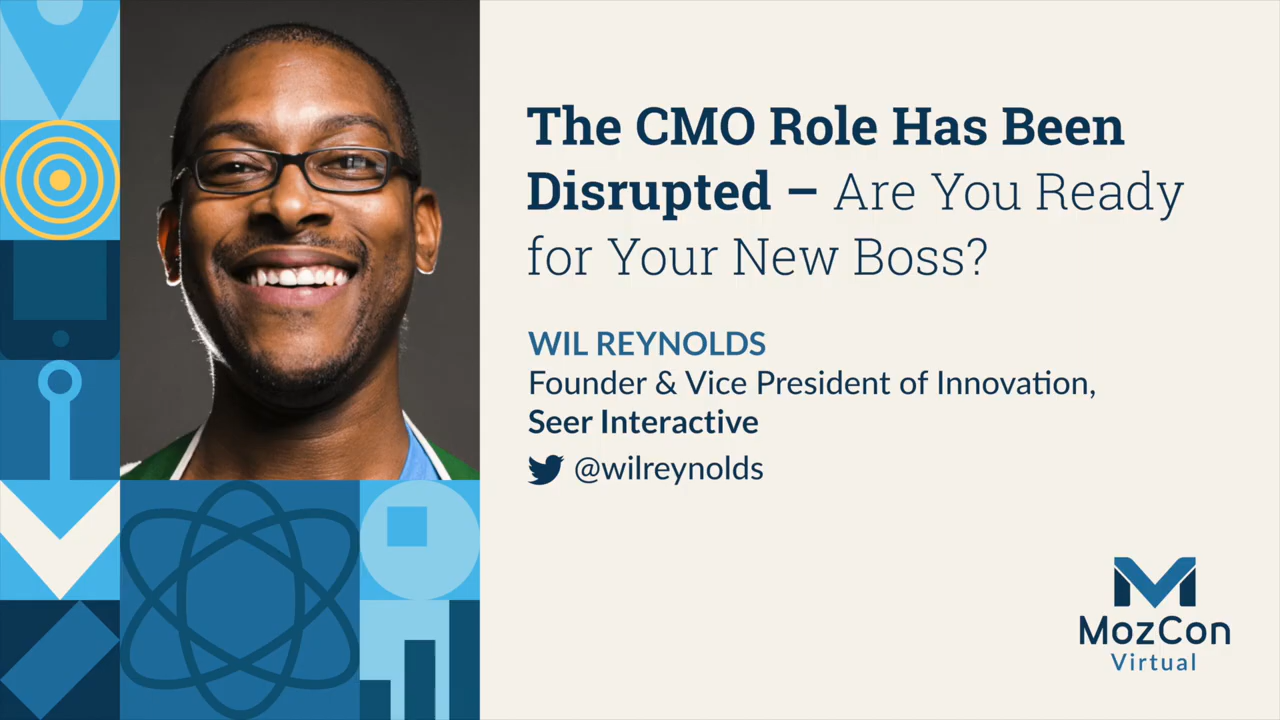 The CMO Role Has Been
Disrupted – Are You Ready
for Your New Boss?
WIL REYNOLDS
Founder & Vice President of Innovation,
Seer Interactive
@wilreynolds
MozCon
Virtual